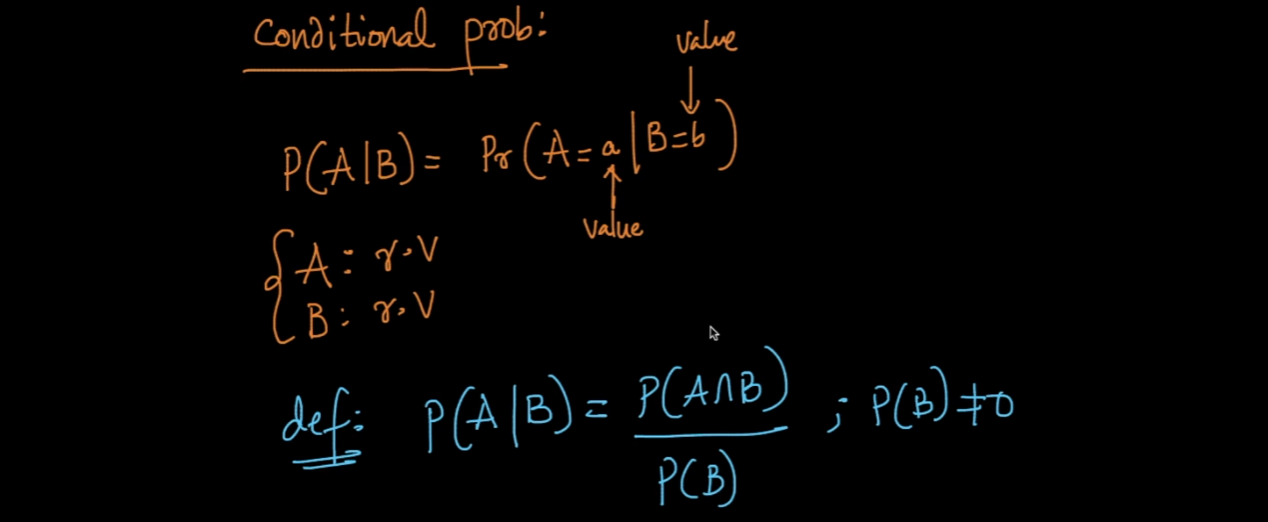 Conditional prob:
value
P(A|B) = Pr(A=a|B=b)
value
A: r.v
B: r.v
def: P(A|B) = P(A∩B) / P(B) ; P(B)≠0